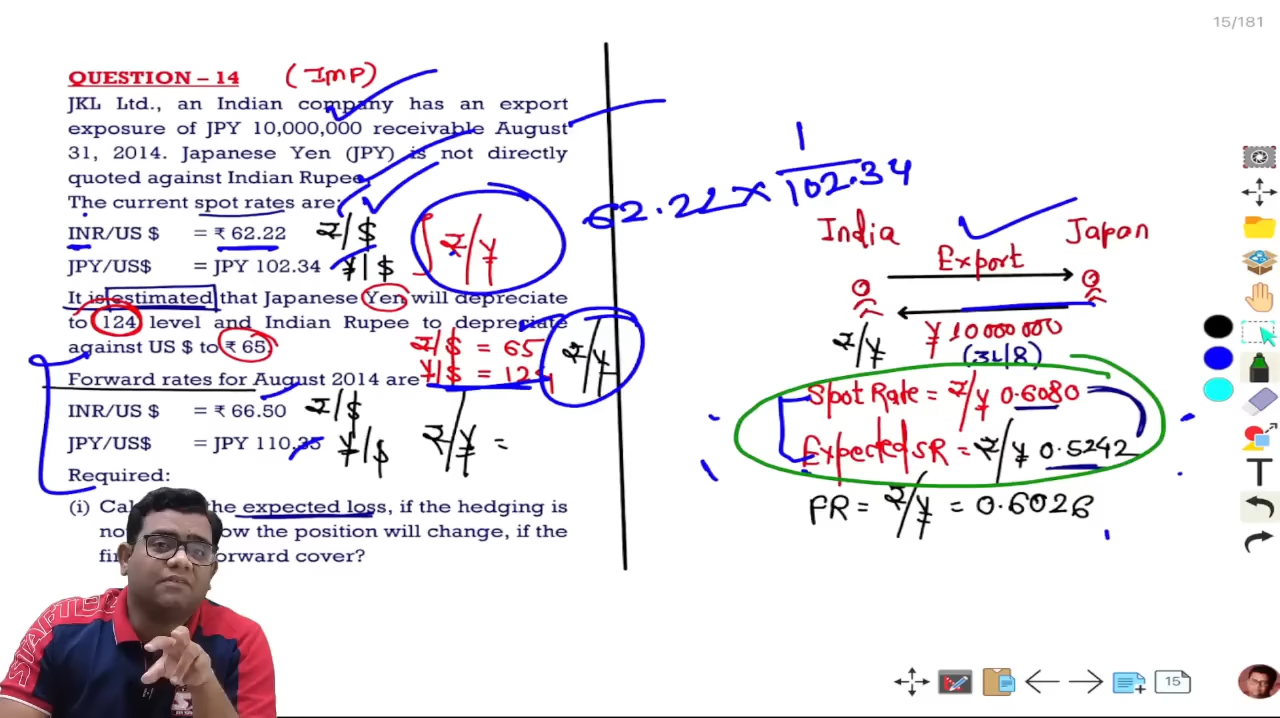 15/181
QUESTION – 14 (IMP)
JKL Ltd., an Indian company has an export
exposure of JPY 10,000,000 receivable August
31, 2014. Japanese Yen (JPY) is not directly
quoted against Indian Rupee.
The current spot rates are:
INR/US $ = ₹ 62.22 ₹/$
JPY/US$ = JPY 102.34 ¥/$
₹/¥
It is estimated that Japanese Yen will depreciate
to 124 level and Indian Rupee to depreciate
against US $ to ₹ 65.
₹/$ = 65
¥/$ = 124
₹/¥
Forward rates for August 2014 are
INR/US $ = ₹ 66.50 ₹/$
JPY/US$ = JPY 110.35 ¥/$ ₹/¥ =
Required:
(i) the expected loss, if the hedging is
the position will change, if the
forward cover?
62.22 × 1/102.34
India Japan
Export
₹/¥ ¥ 10000000
(31/8)
Spot Rate = ₹/¥ 0.6080
Expected SR = ₹/¥ 0.5242
FR = ₹/¥ = 0.6026
START
15